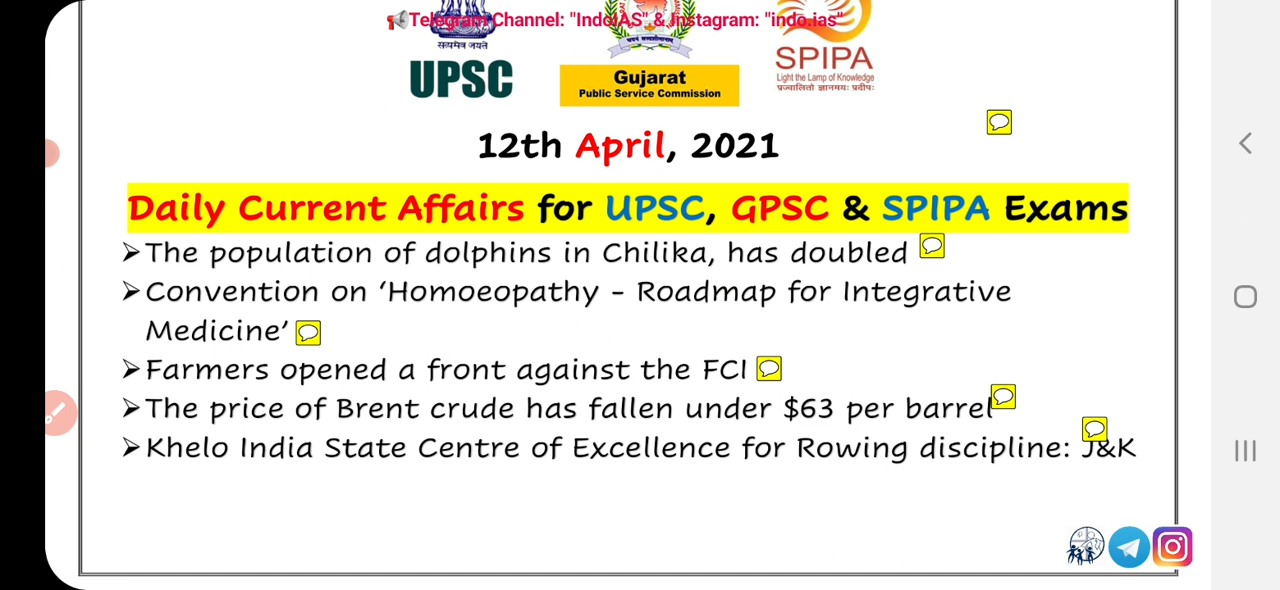 📢Telegram Channel: "IndoIAS" & Instagram: "indo.ias"
सत्यमेव जयते
UPSC
Gujarat
Public Service Commission
SPIPA
Light the Lamp of Knowledge
प्रज्वालितो ज्ञानमयः प्रदीपः
12th April, 2021
Daily Current Affairs for UPSC, GPSC & SPIPA Exams
➢The population of dolphins in Chilika, has doubled
➢Convention on ‘Homoeopathy – Roadmap for Integrative
Medicine’
➢Farmers opened a front against the FCI
➢The price of Brent crude has fallen under $63 per barrel
➢Khelo India State Centre of Excellence for Rowing discipline: J&K